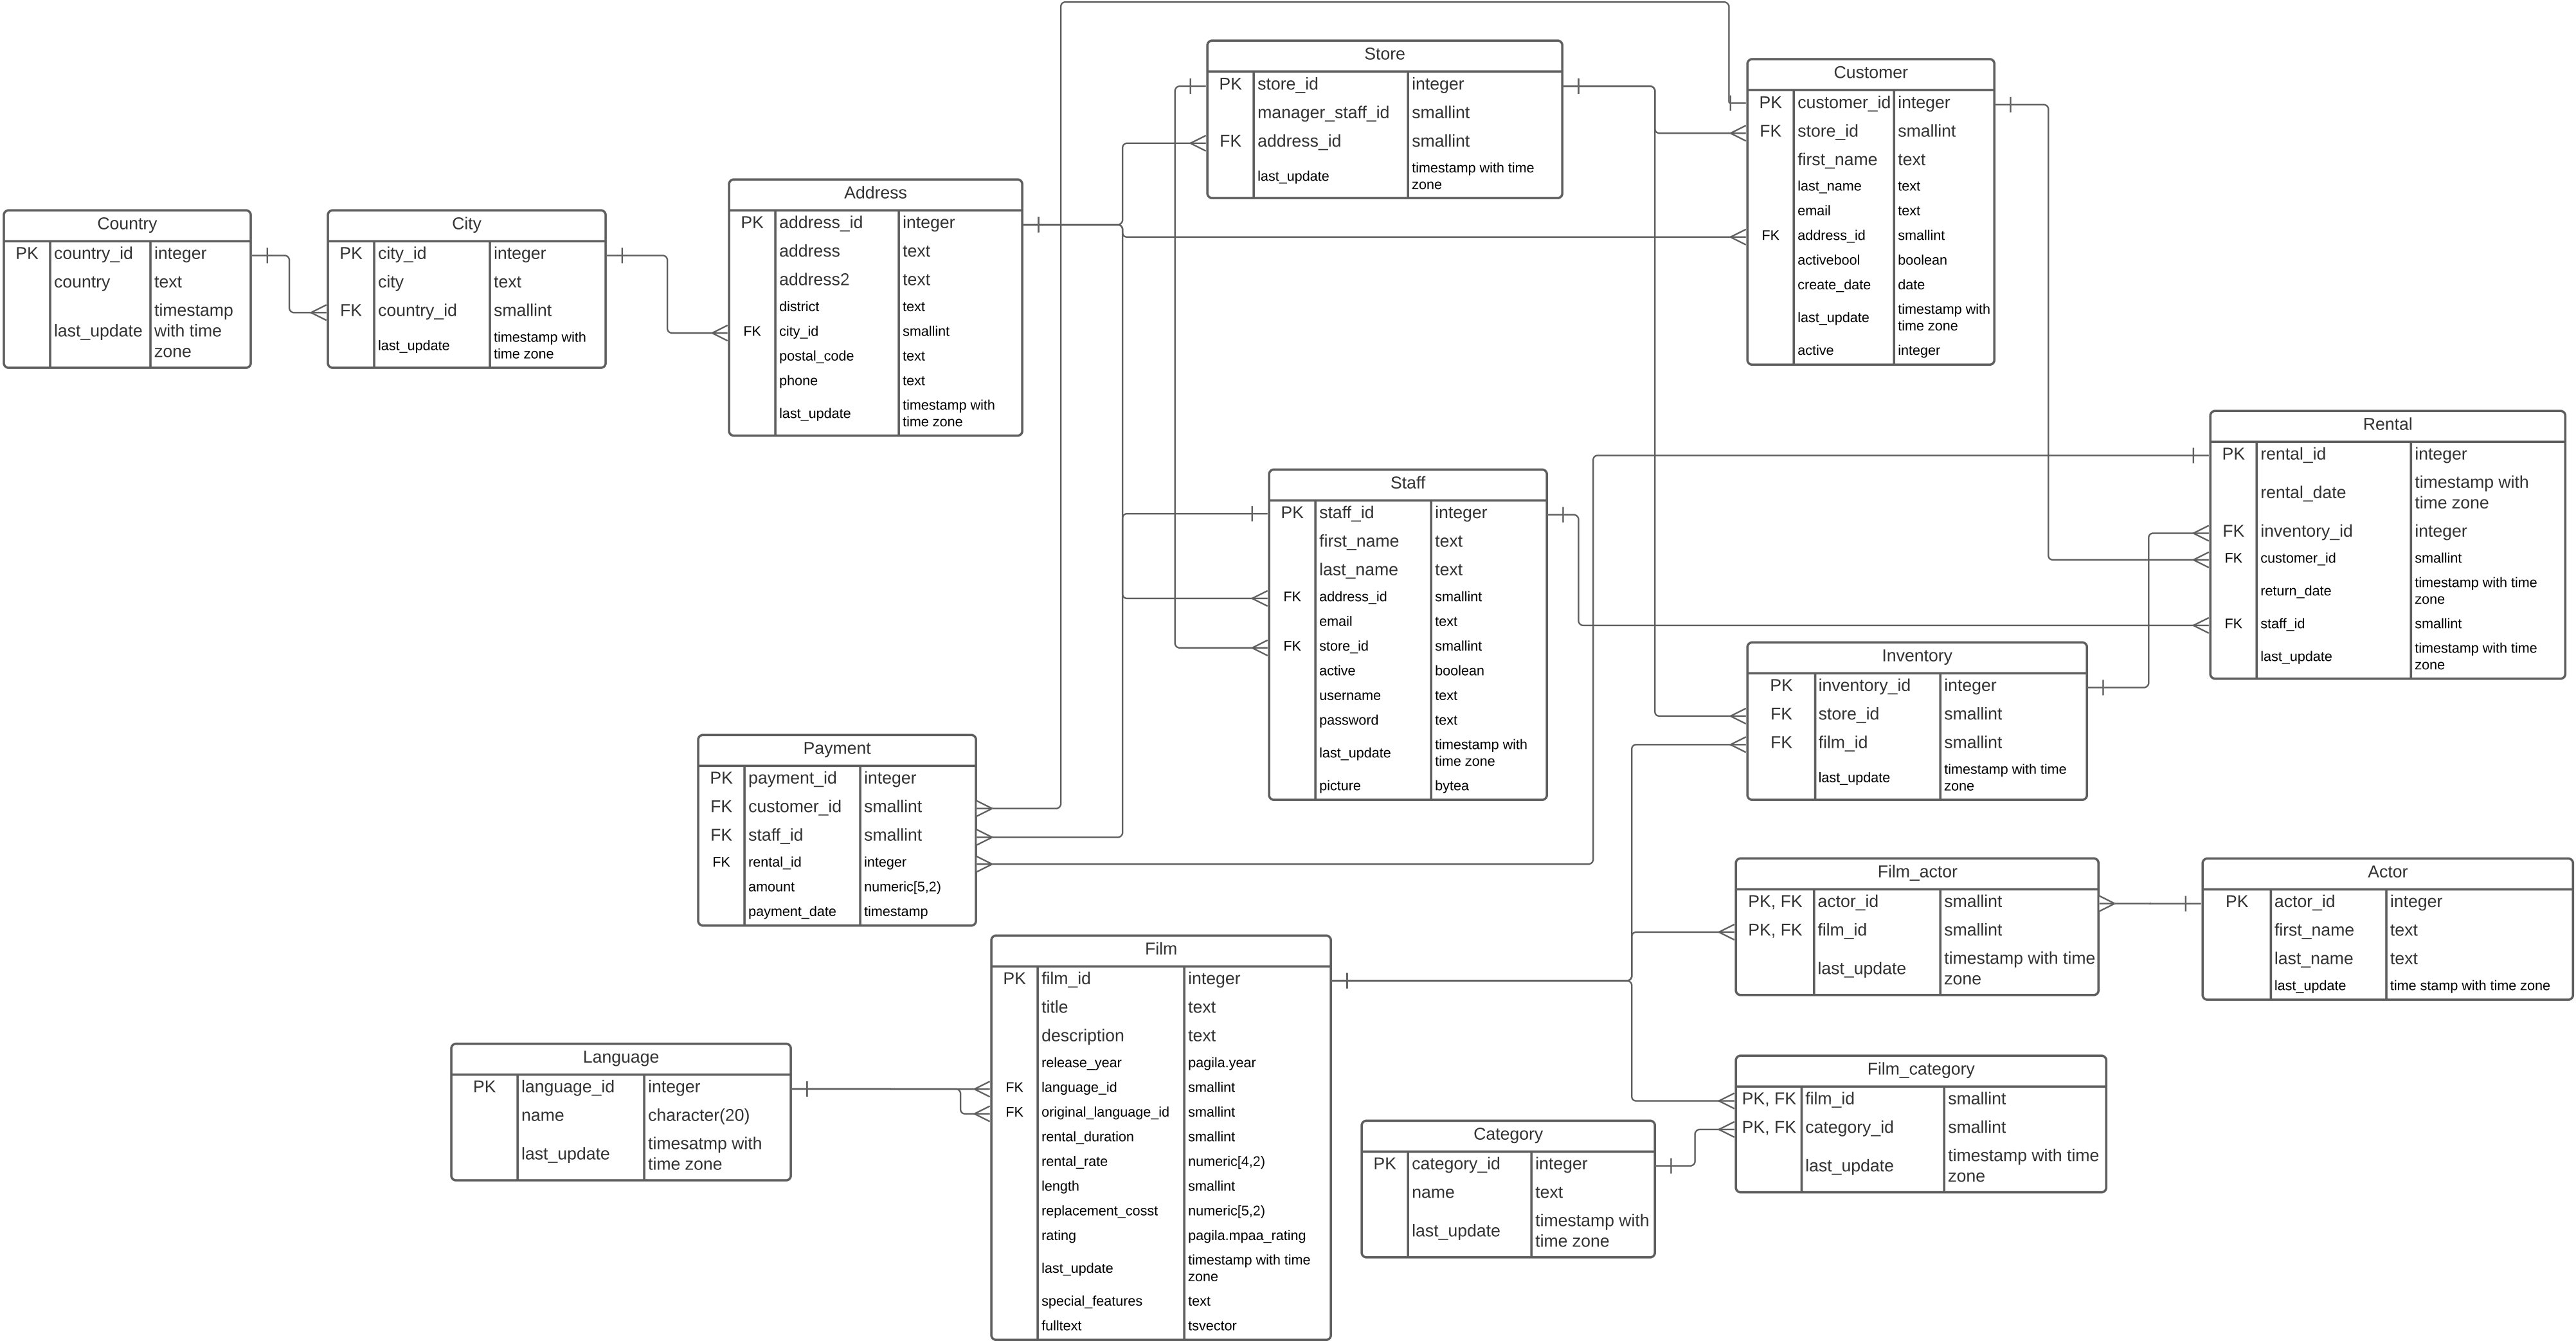 Store
PK store_id integer
manager_staff_id smallint
FK address_id smallint
last_update timestamp with time
zone
Customer
PK customer_id integer
FK store_id smallint
first_name text
last_name text
email text
FK address_id smallint
activebool boolean
create_date date
last_update timestamp with
time zone
active integer
Address
PK address_id integer
address text
address2 text
district text
FK city_id smallint
postal_code text
phone text
last_update timestamp with
time zone
Country
PK country_id integer
country text
last_update timestamp
with time
zone
City
PK city_id integer
city text
FK country_id smallint
last_update timestamp with
time zone
Rental
PK rental_id integer
rental_date timestamp with
time zone
FK inventory_id integer
FK customer_id smallint
return_date timestamp with time
zone
FK staff_id smallint
last_update timestamp with time
zone
Staff
PK staff_id integer
first_name text
last_name text
FK address_id smallint
email text
FK store_id smallint
active boolean
username text
password text
last_update timestamp with
time zone
picture bytea
Inventory
PK inventory_id integer
FK store_id smallint
FK film_id smallint
last_update timestamp with time
zone
Payment
PK payment_id integer
FK customer_id smallint
FK staff_id smallint
FK rental_id integer
amount numeric[5,2)
payment_date timestamp
Film_actor
PK, FK actor_id smallint
PK, FK film_id smallint
last_update timestamp with time
zone
Actor
PK actor_id integer
first_name text
last_name text
last_update time stamp with time zone
Film
PK film_id integer
title text
description text
release_year pagila.year
FK language_id smallint
FK original_language_id smallint
rental_duration smallint
rental_rate numeric[4,2)
length smallint
replacement_cosst numeric[5,2)
rating pagila.mpaa_rating
last_update timestamp with time
zone
special_features text
fulltext tsvector
Language
PK language_id integer
name character(20)
last_update timesatmp with
time zone
Film_category
PK, FK film_id smallint
PK, FK category_id smallint
last_update timestamp with time
zone
Category
PK category_id integer
name text
last_update timestamp with
time zone